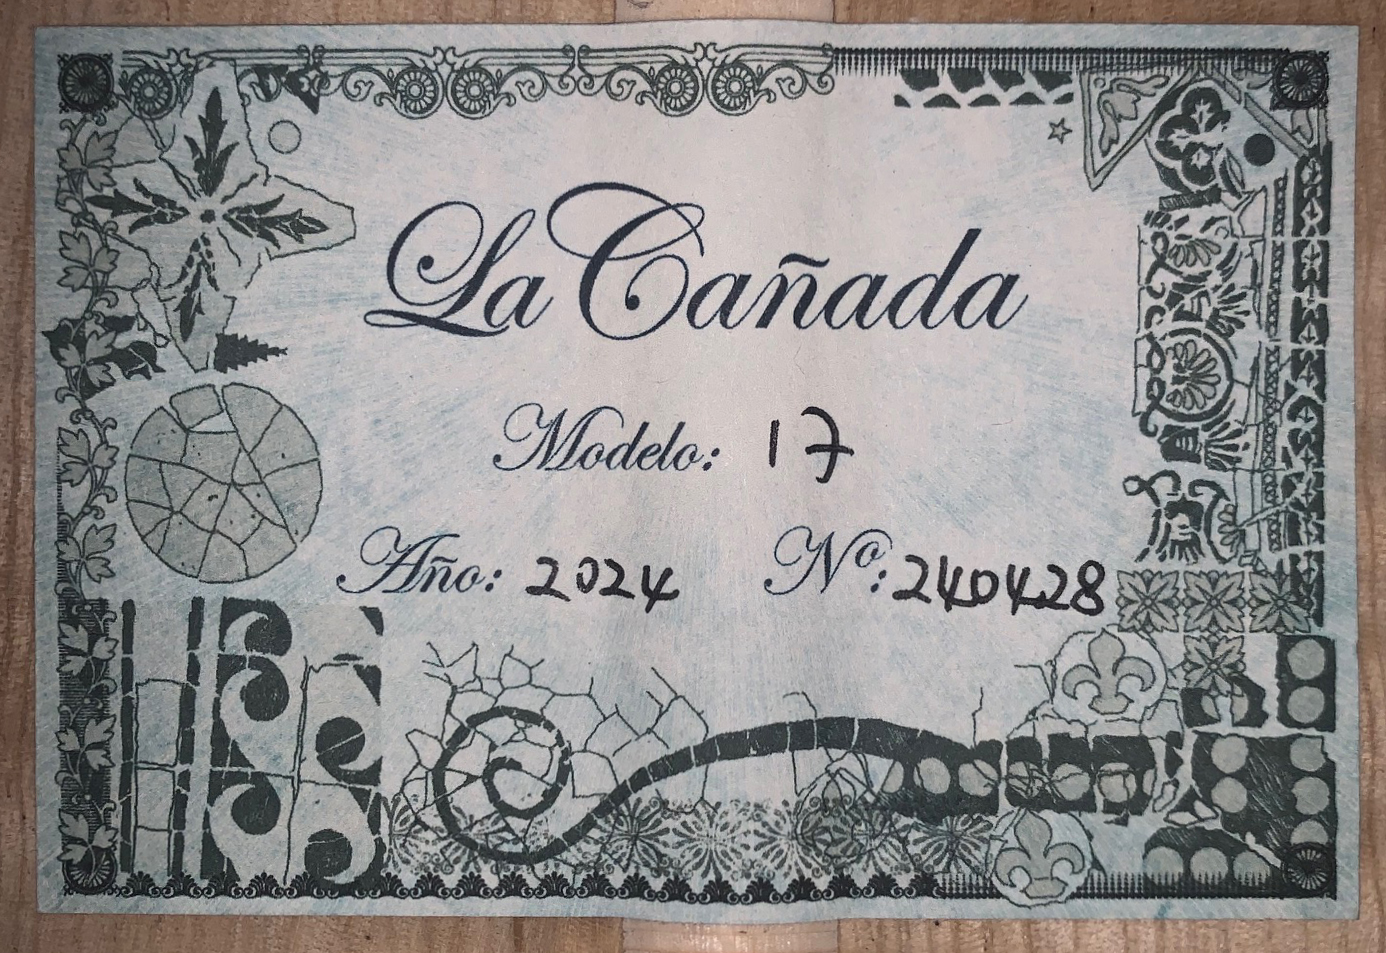 La Cañada
Modelo: 17
Año: 2024 Nº: 240428